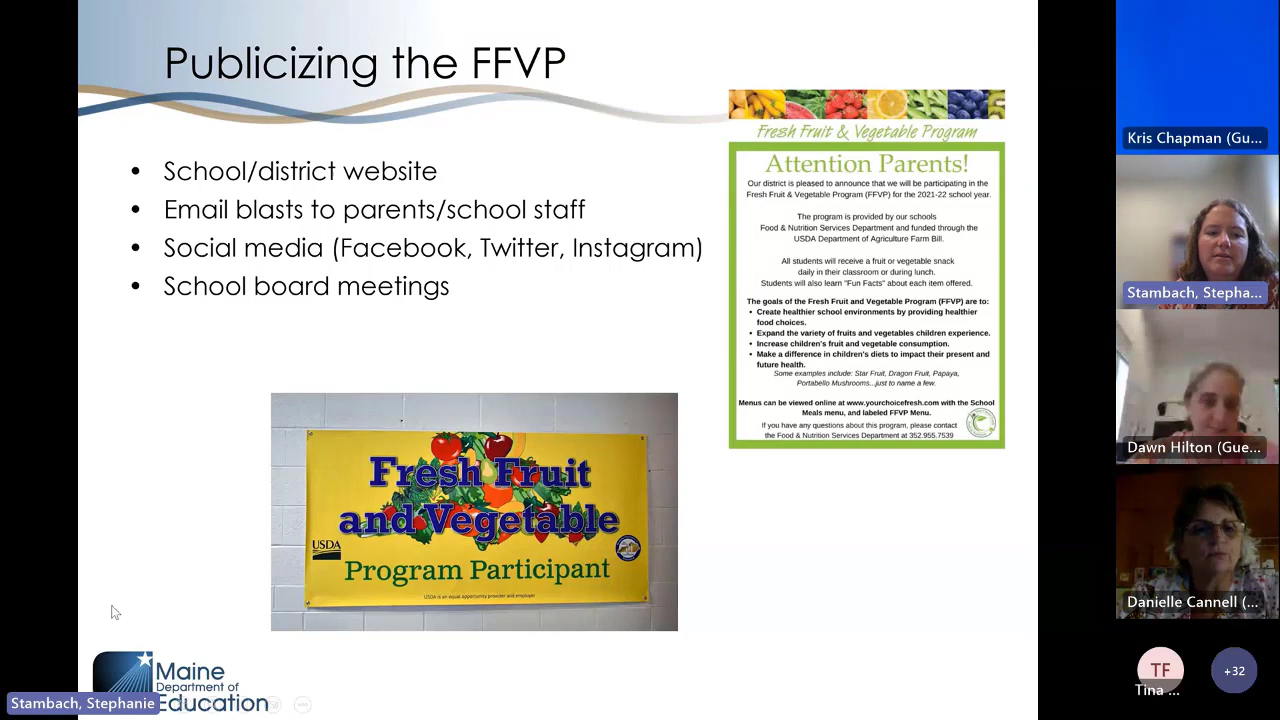 Publicizing the FFVP
• School/district website
• Email blasts to parents/school staff
• Social media (Facebook, Twitter, Instagram)
• School board meetings
Fresh Fruit & Vegetable Program
Attention Parents!
Our district is pleased to announce that we will be participating in the
Fresh Fruit & Vegetable Program (FFVP) for the 2021-22 school year.
The program is provided by our schools
Food & Nutrition Services Department and funded through the
USDA Department of Agriculture Farm Bill.
All students will receive a fruit or vegetable snack
daily in their classroom or during lunch.
Students will also learn "Fun Facts" about each item offered.
The goals of the Fresh Fruit and Vegetable Program (FFVP) are to:
• Create healthier school environments by providing healthier
food choices.
• Expand the variety of fruits and vegetables children experience.
• Increase children's fruit and vegetable consumption.
• Make a difference in children's diets to impact their present and
future health.
Some examples include: Star Fruit, Dragon Fruit, Papaya,
Portabello Mushrooms...just to name a few.
Menus can be viewed online at www.yourchoicefresh.com with the School
Meals menu, and labeled FFVP Menu.
If you have any questions about this program, please contact
the Food & Nutrition Services Department at 352.955.7539
Fresh Fruit
and Vegetable
USDA
Program Participant
USDA is an equal opportunity provider and employer
Maine
Department of
Education
Stambach, Stephanie
Kris Chapman (Gu...
Stambach, Stepha...
Dawn Hilton (Gue...
Danielle Cannell (...
TF
Tina ...
+32